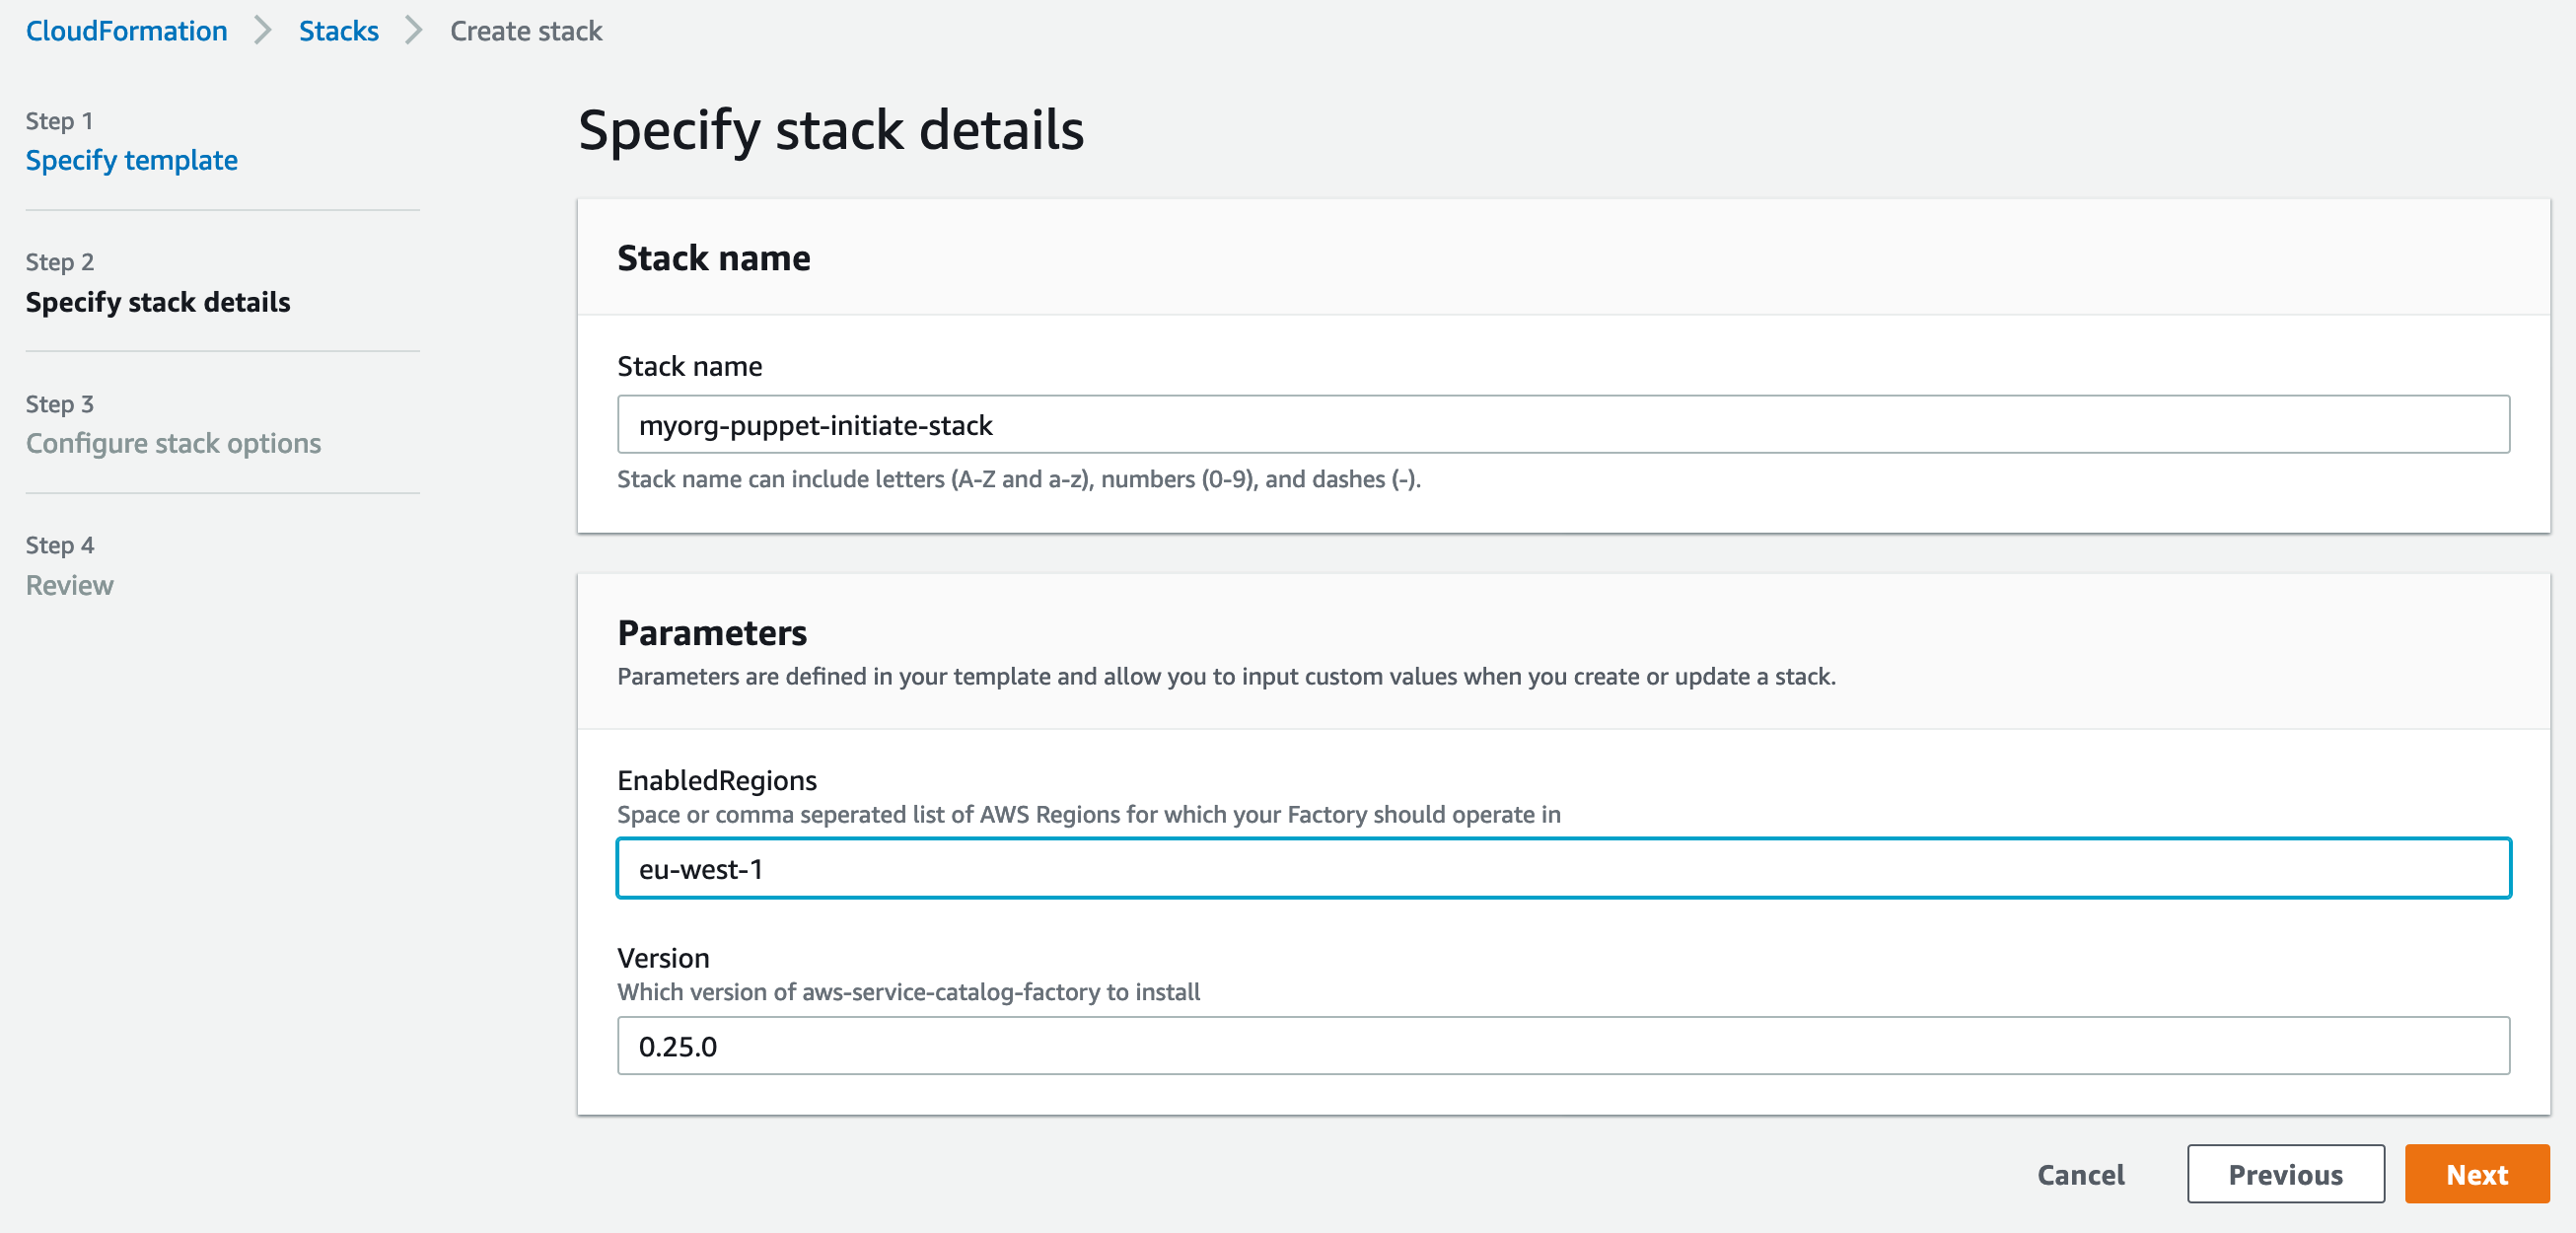 CloudFormation > Stacks > Create stack
Step 1
Specify template
Step 2
Specify stack details
Step 3
Configure stack options
Step 4
Review
Specify stack details
Stack name
Stack name
myorg-puppet-initiate-stack
Stack name can include letters (A-Z and a-z), numbers (0-9), and dashes (-).
Parameters
Parameters are defined in your template and allow you to input custom values when you create or update a stack.
EnabledRegions
Space or comma seperated list of AWS Regions for which your Factory should operate in
eu-west-1
Version
Which version of aws-service-catalog-factory to install
0.25.0
Cancel Previous Next